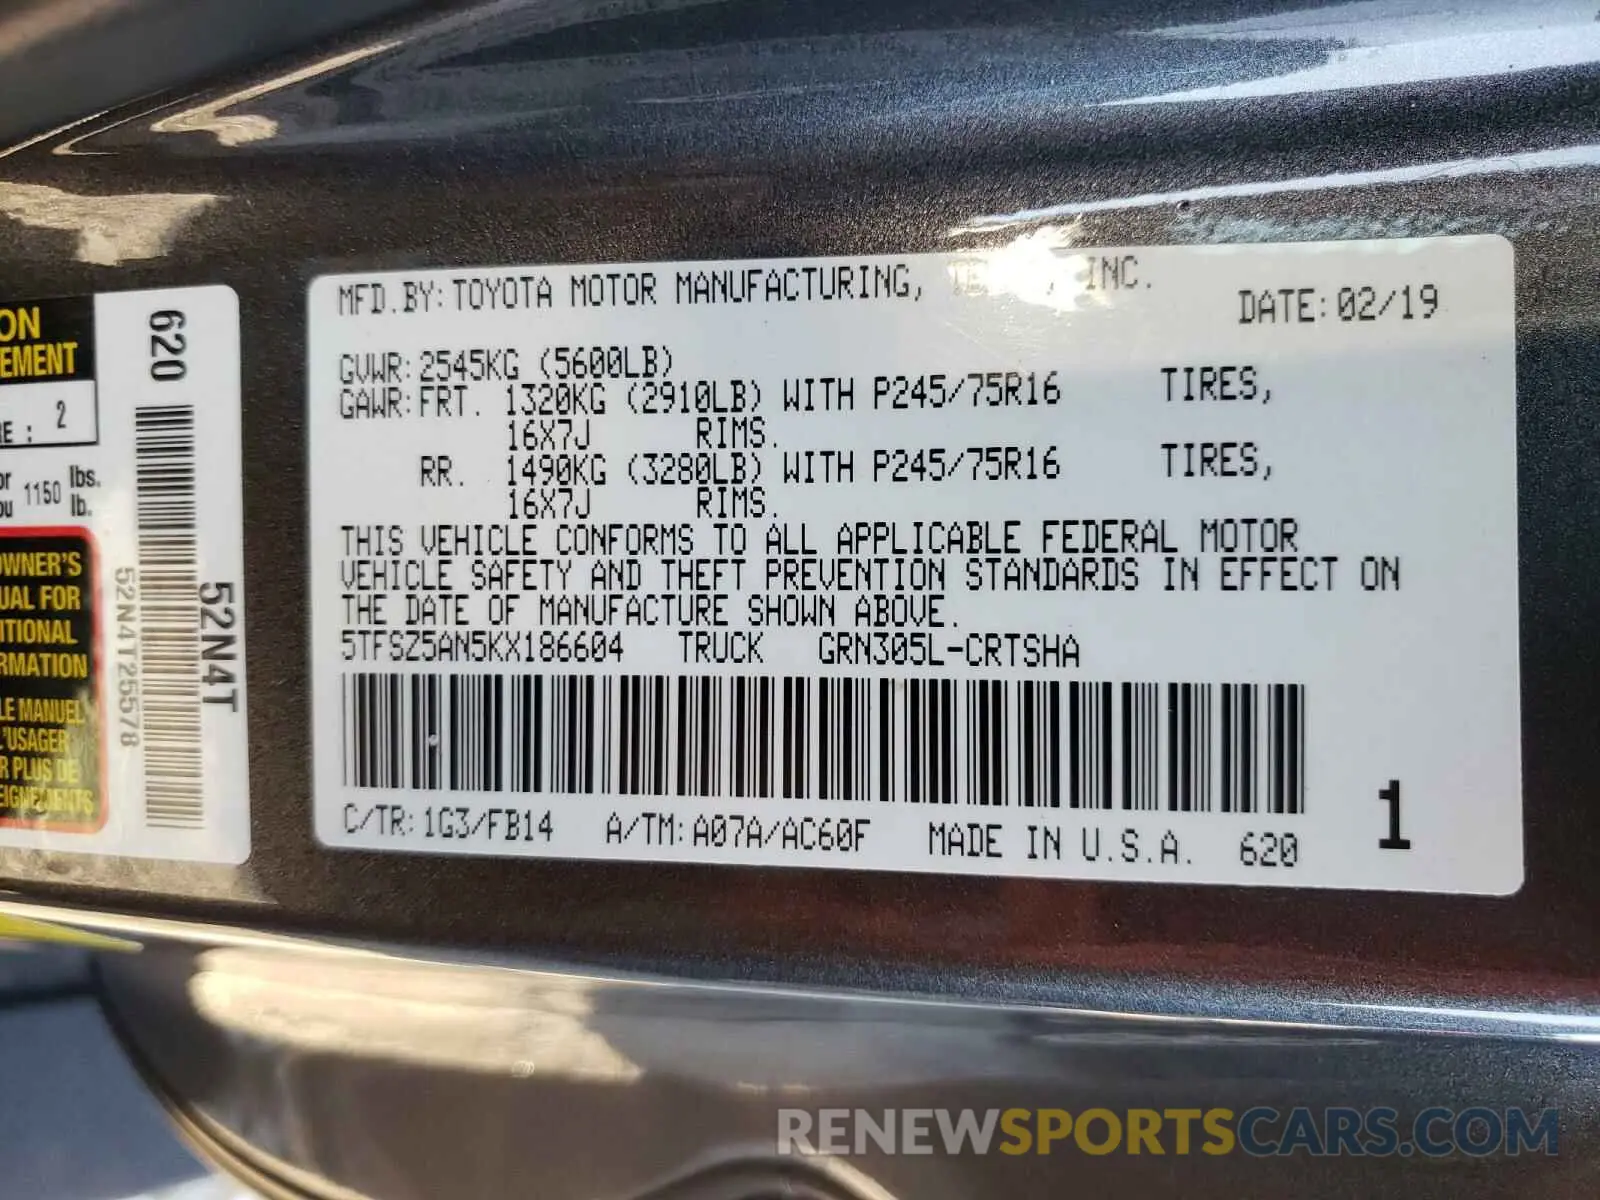 ON
EMENT
RE : 2
or
ou 1150 lbs.
lb.
OWNER'S
UAL FOR
ITIONAL
RMATION
LE MANUEL
L'USAGER
R PLUS DE
EIGNEMENTS
620
52N4T
52N4T25578
MFD.BY:TOYOTA MOTOR MANUFACTURING, INC.
DATE:02/19
GVWR:2545KG (5600LB)
GAWR:FRT. 1320KG (2910LB) WITH P245/75R16 TIRES,
16X7J RIMS.
RR. 1490KG (3280LB) WITH P245/75R16 TIRES,
16X7J RIMS.
THIS VEHICLE CONFORMS TO ALL APPLICABLE FEDERAL MOTOR
VEHICLE SAFETY AND THEFT PREVENTION STANDARDS IN EFFECT ON
THE DATE OF MANUFACTURE SHOWN ABOVE.
5TFSZ5AN5KX186604 TRUCK GRN305L-CRTSHA
C/TR:1G3/FB14 A/TM:A07A/AC60F MADE IN U.S.A. 620
1
RENEWSPORTSCARS.COM